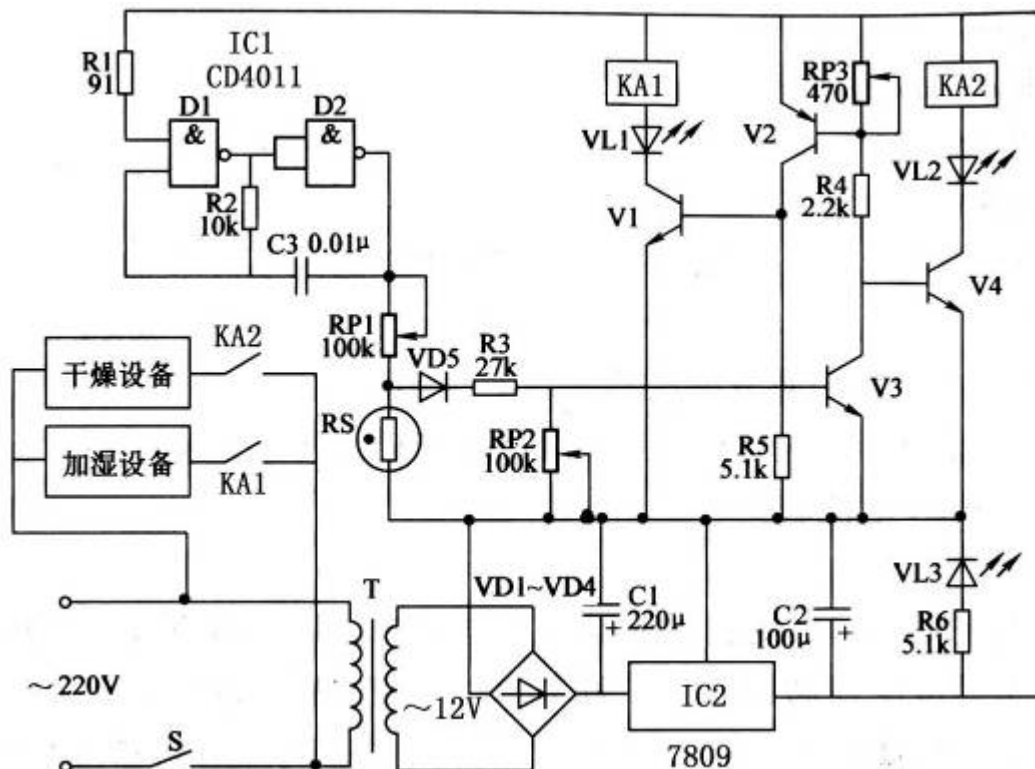 IC1
CD4011
R1
91
D1
&
D2
&
R2
10k
C3 0.01μ
KA1
VL1
V1
V2
RP3
470
R4
2.2k
KA2
VL2
V4
RP1
100k
VD5
R3
27k
V3
RS
RP2
100k
R5
5.1k
干燥设备
KA2
加湿设备
KA1
T
VD1~VD4
C1
220μ
+
C2
100μ
+
VL3
R6
5.1k
~220V
~12V
IC2
7809
S